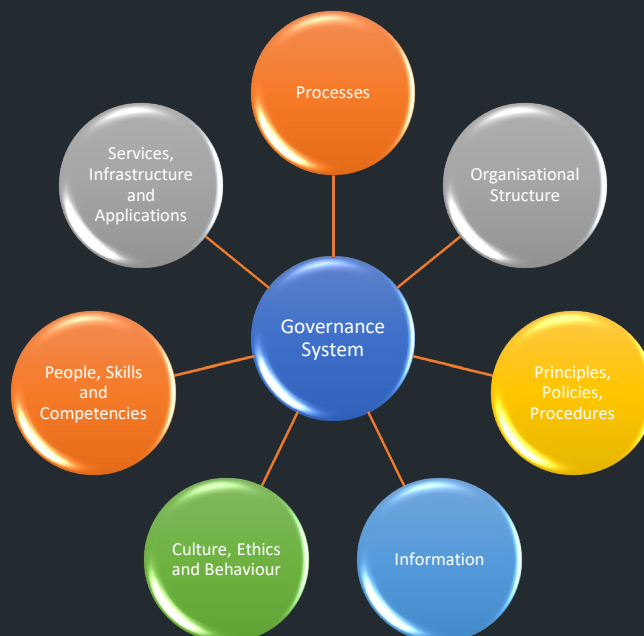 Processes
Services,
Infrastructure
and
Applications
Organisational
Structure
Governance
System
People, Skills
and
Competencies
Principles,
Policies,
Procedures
Culture, Ethics
and Behaviour
Information